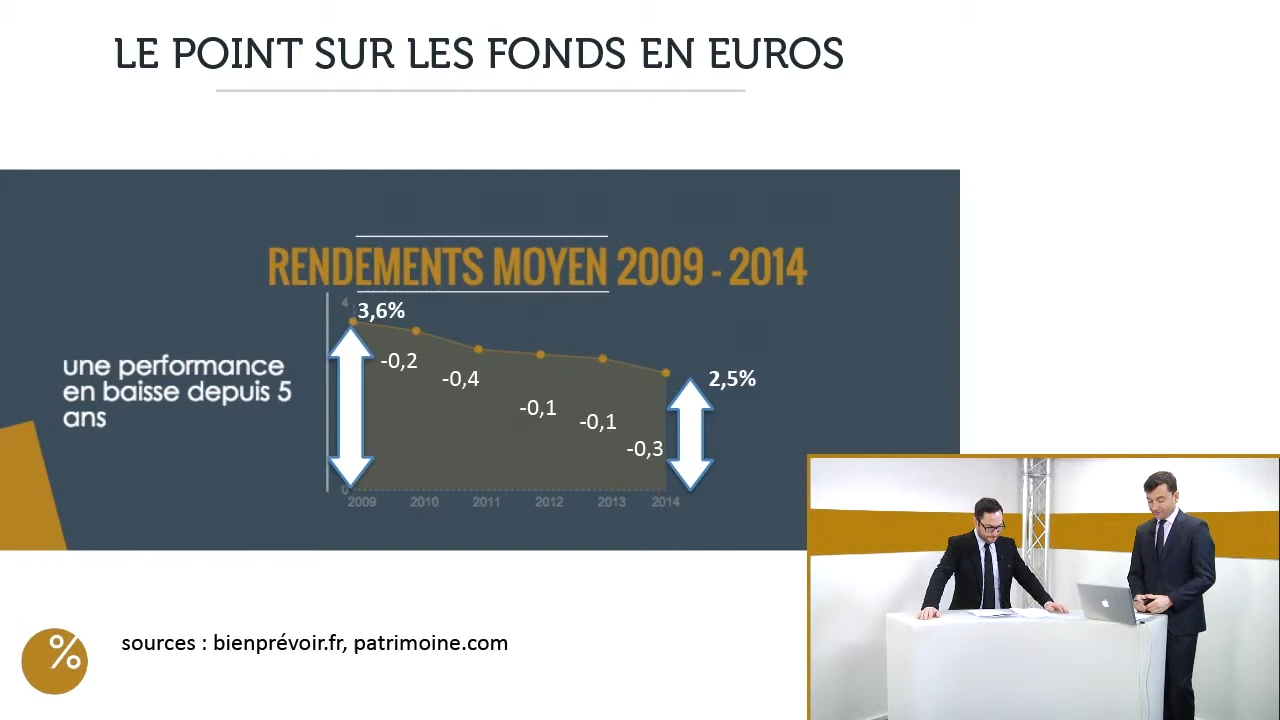 LE POINT SUR LES FONDS EN EUROS
RENDEMENTS MOYEN 2009 - 2014
4
3,6%
une performance
en baisse depuis 5
ans
-0,2
-0,4
-0,1
-0,1
-0,3
2,5%
0
2009 2010 2011 2012 2013 2014
%
sources : bienprévoir.fr, patrimoine.com